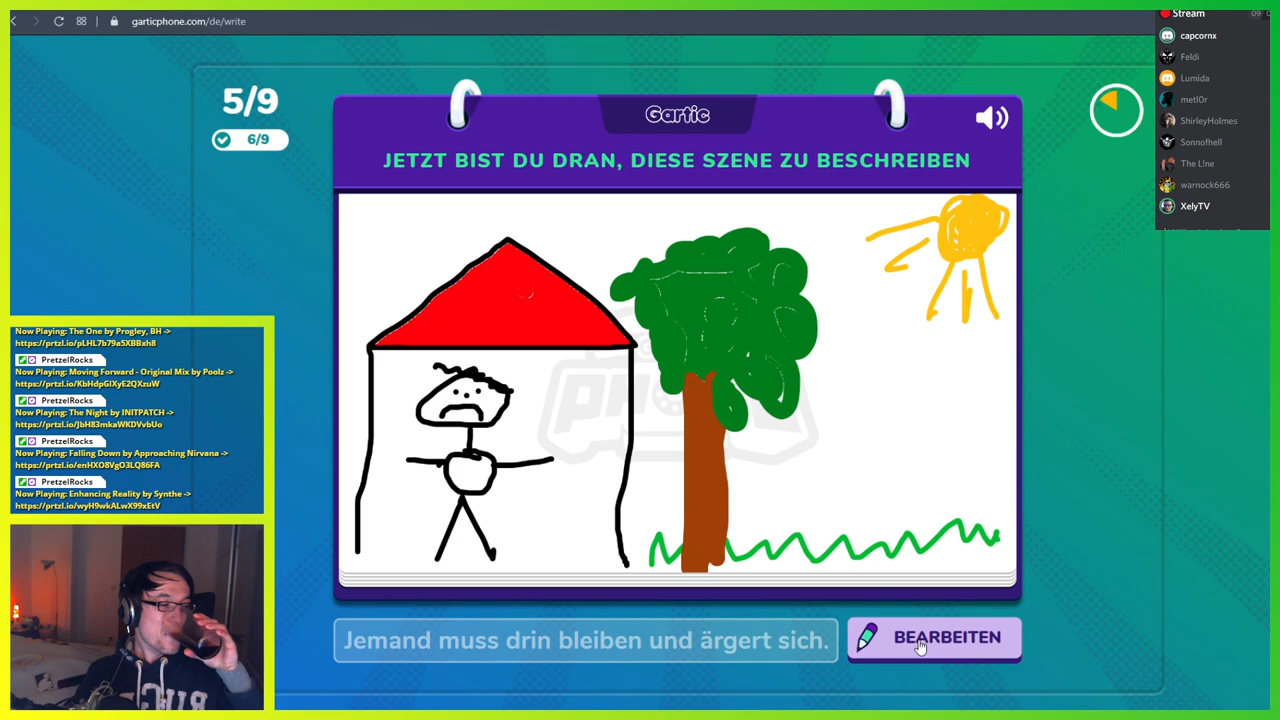 garticphone.com/de/write
Stream
09
capcornx
Feldi
Lumida
metl0r
ShirleyHolmes
Sonnofhell
The L!ne
warnock666
XelyTV
5/9
6/9
Gartic
JETZT BIST DU DRAN, DIESE SZENE ZU BESCHREIBEN
PHONE
Now Playing: The One by Progley, BH ->
https://prtzl.io/pLHL7b79a5XBBxh8
PretzelRocks
Now Playing: Moving Forward - Original Mix by Poolz ->
https://prtzl.io/KbHdpGlXyE2QXzuW
PretzelRocks
Now Playing: The Night by INITPATCH ->
https://prtzl.io/JbH83mkaWKDVvbUo
PretzelRocks
Now Playing: Falling Down by Approaching Nirvana ->
https://prtzl.io/enHXO8VgO3LQ86FA
PretzelRocks
Now Playing: Enhancing Reality by Synthe ->
https://prtzl.io/wyH9wkALwX99xEtV
Jemand muss drin bleiben und ärgert sich.
BEARBEITEN